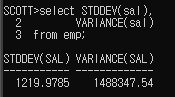 SCOTT>select STDDEV(sal),
2 VARIANCE(sal)
3 from emp;
STDDEV(SAL) VARIANCE(SAL)
----------- -------------
1219.9785 1488347.54